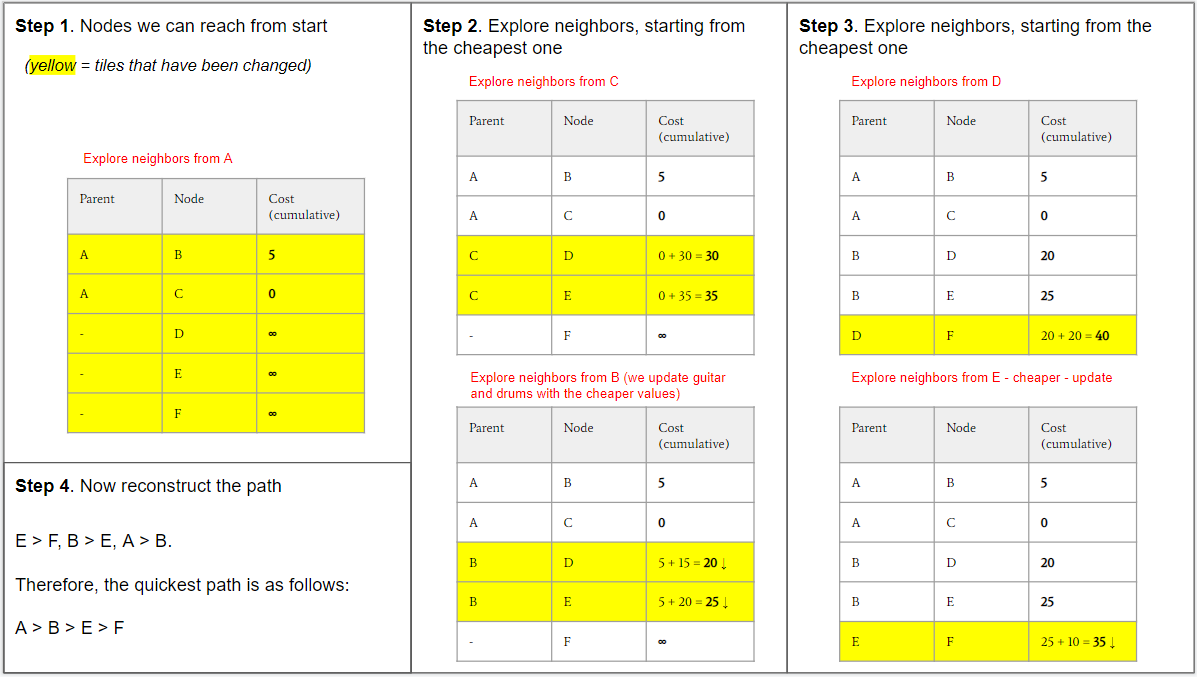 Step 1. Nodes we can reach from start
(yellow = tiles that have been changed)
Explore neighbors from A
Parent Node Cost
(cumulative)
A B 5
A C 0
- D ∞
- E ∞
- F ∞
Step 4. Now reconstruct the path
E > F, B > E, A > B.
Therefore, the quickest path is as follows:
A > B > E > F
Step 2. Explore neighbors, starting from
the cheapest one
Explore neighbors from C
Parent Node Cost
(cumulative)
A B 5
A C 0
C D 0 + 30 = 30
C E 0 + 35 = 35
- F ∞
Explore neighbors from B (we update guitar
and drums with the cheaper values)
Parent Node Cost
(cumulative)
A B 5
A C 0
B D 5 + 15 = 20 ↓
B E 5 + 20 = 25 ↓
- F ∞
Step 3. Explore neighbors, starting from the
cheapest one
Explore neighbors from D
Parent Node Cost
(cumulative)
A B 5
A C 0
B D 20
B E 25
D F 20 + 20 = 40
Explore neighbors from E - cheaper - update
Parent Node Cost
(cumulative)
A B 5
A C 0
B D 20
B E 25
E F 25 + 10 = 35 ↓